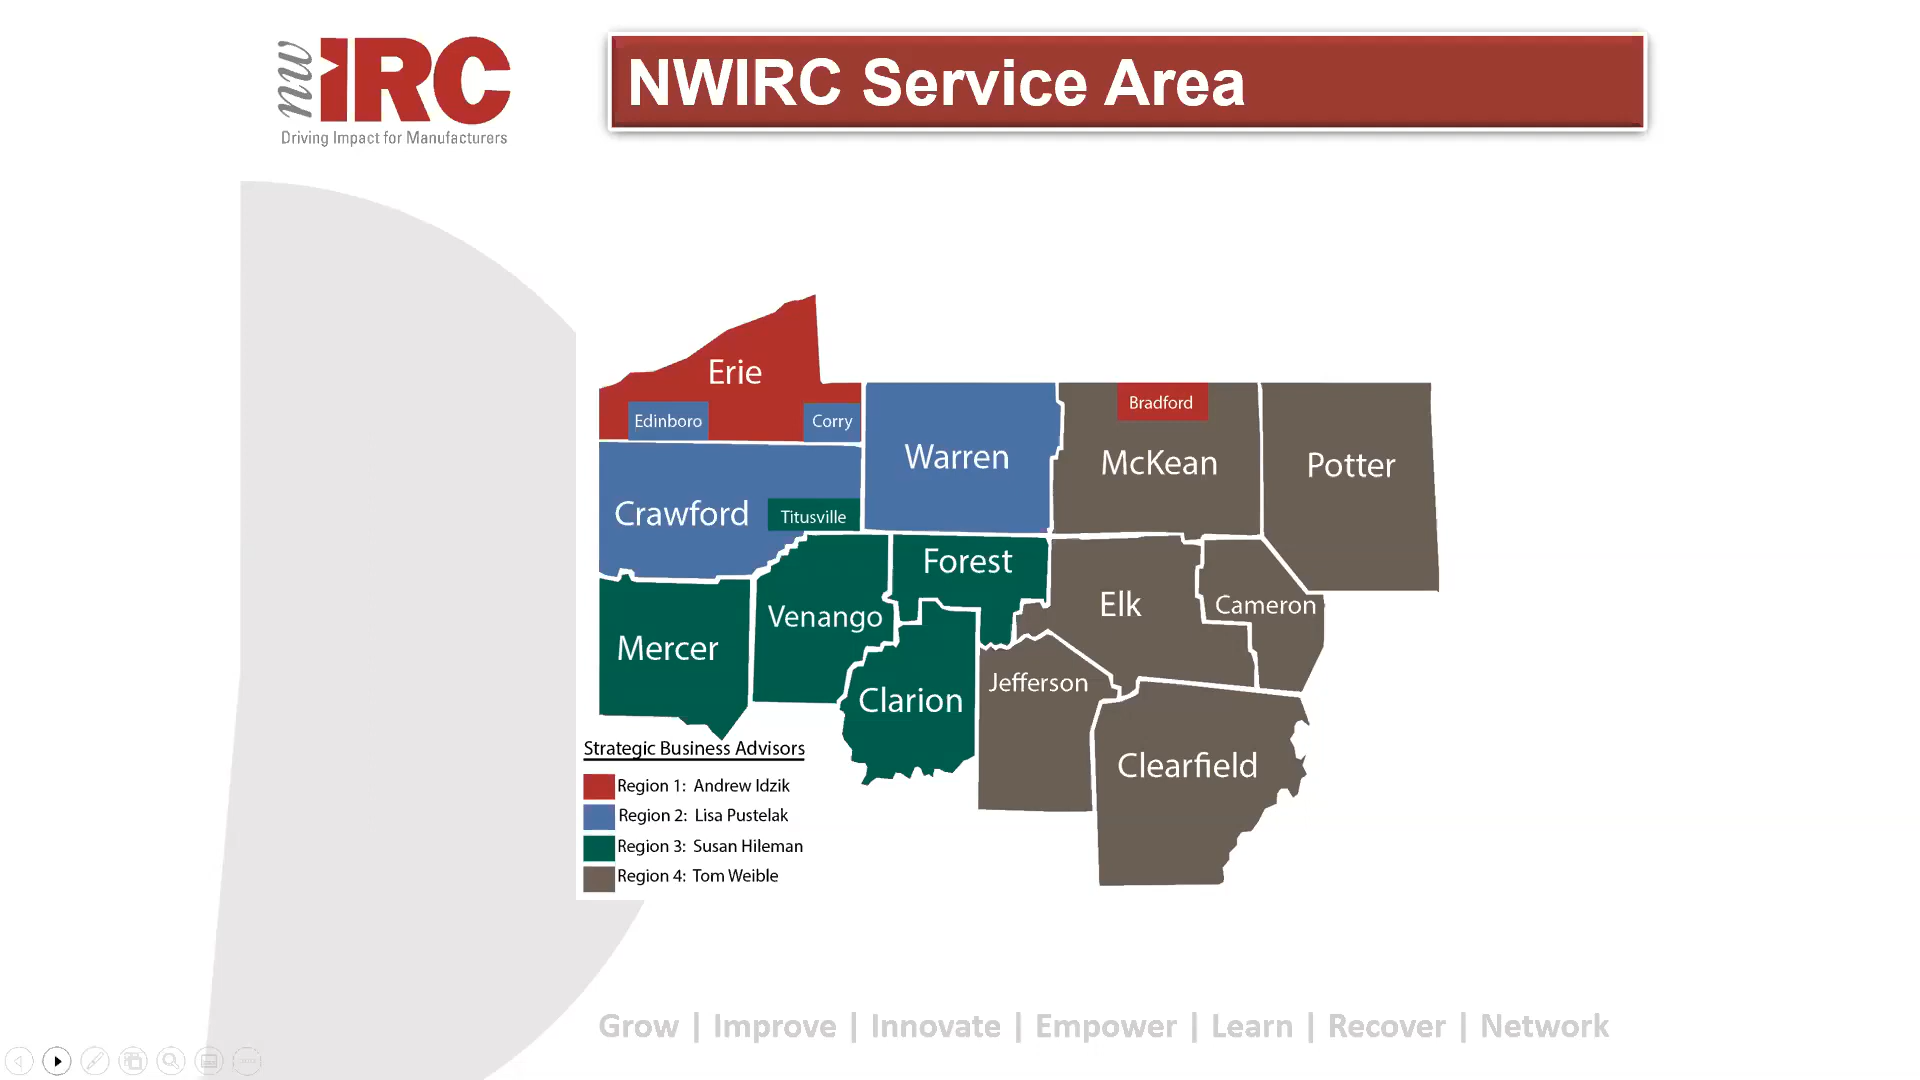 nwIRC
Driving Impact for Manufacturers
NWIRC Service Area
Erie
Edinboro
Corry
Bradford
Warren
McKean
Potter
Crawford
Titusville
Forest
Venango
Elk
Cameron
Mercer
Clarion
Jefferson
Clearfield
Strategic Business Advisors
Region 1: Andrew Idzik
Region 2: Lisa Pustelak
Region 3: Susan Hileman
Region 4: Tom Weible
Grow | Improve | Innovate | Empower | Learn | Recover | Network